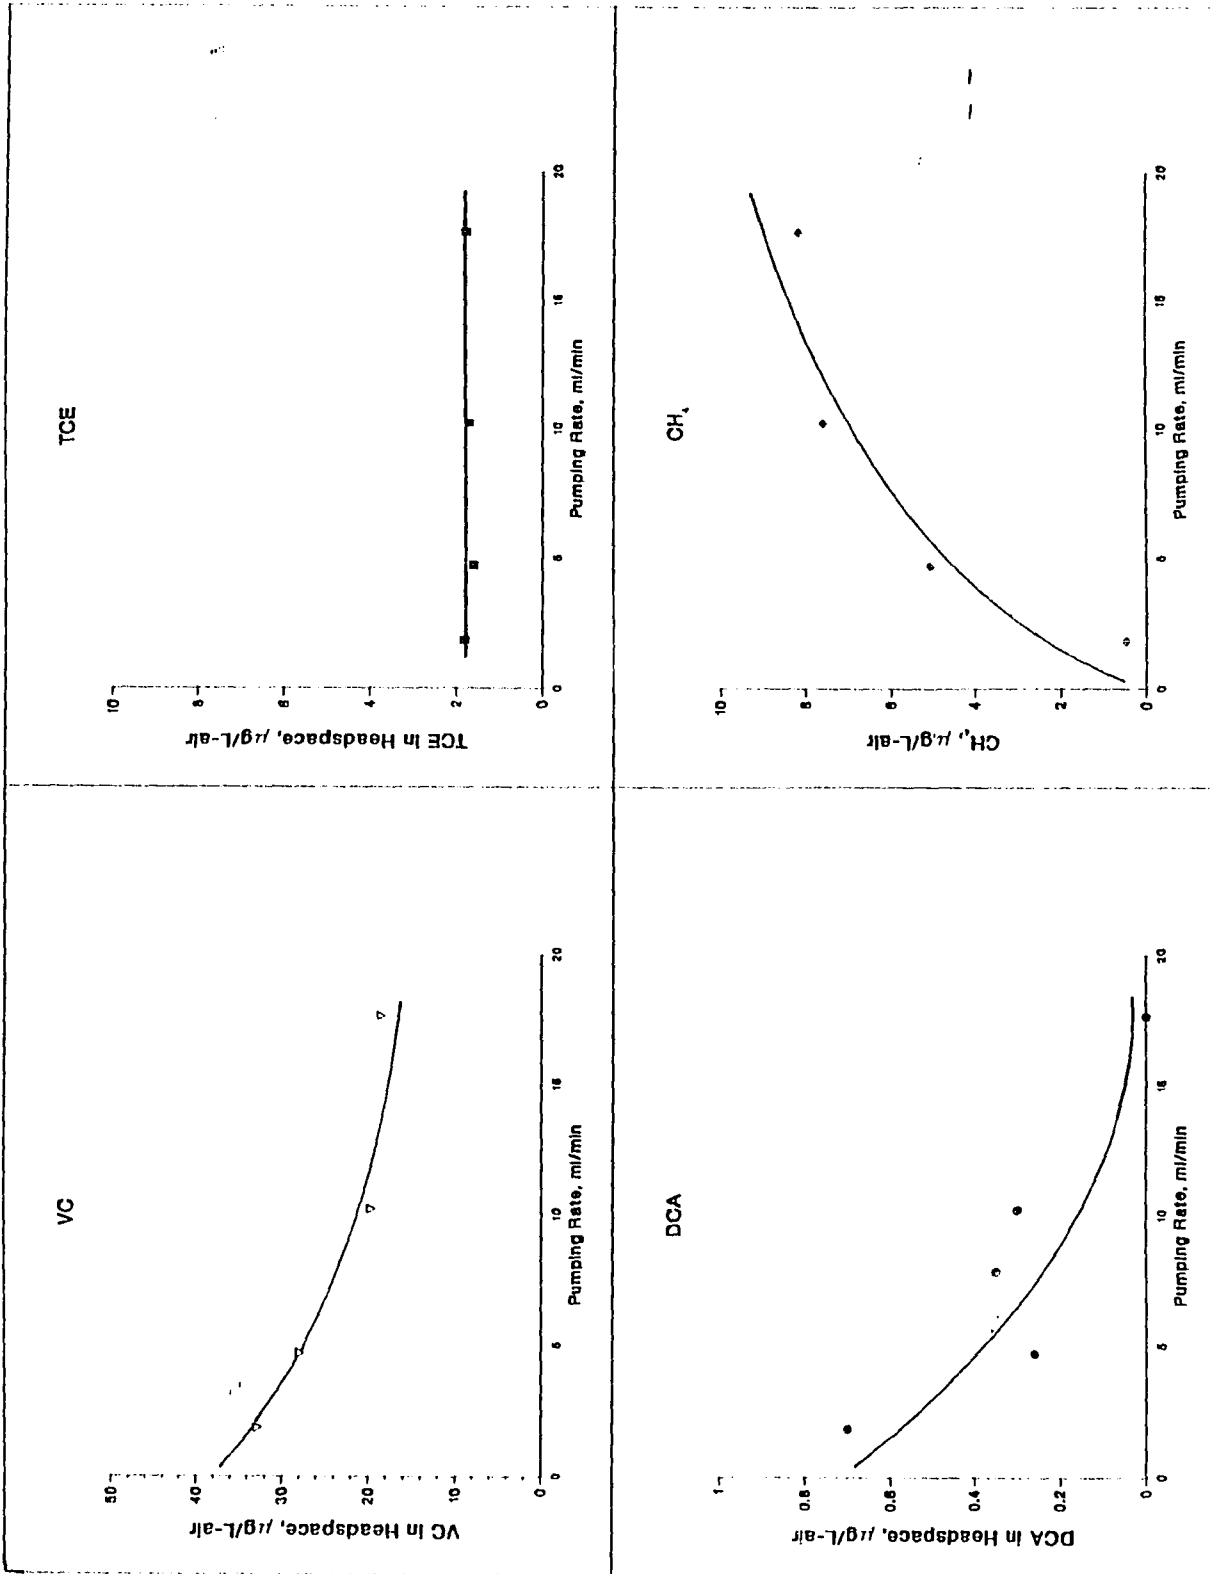 VC
VC in Headspace, μg/L-air
50
40
30
20
10
0
0 5 10 15 20
Pumping Rate, ml/min
TCE
TCE in Headspace, μg/L-air
10
8
6
4
2
0
0 5 10 15 20
Pumping Rate, ml/min
DCA
DCA in Headspace, μg/L-air
1
0.8
0.6
0.4
0.2
0
0 5 10 15 20
Pumping Rate, ml/min
CH₄
CH₄, μg/L-air
10
8
6
4
2
0
0 5 10 15 20
Pumping Rate, ml/min